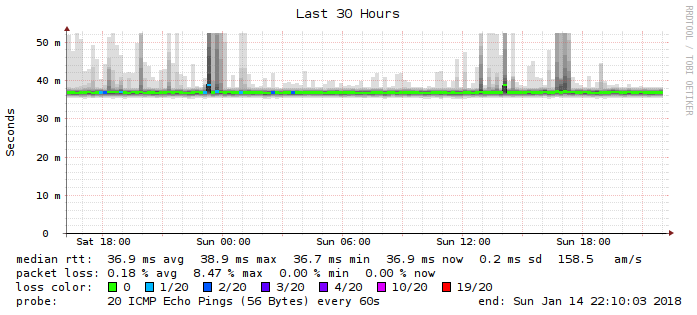 Last 30 Hours
RRDTOOL / TOBI OETIKER
Seconds
50 m
40 m
30 m
20 m
10 m
0
Sat 18:00 Sun 00:00 Sun 06:00 Sun 12:00 Sun 18:00
median rtt: 36.9 ms avg 38.9 ms max 36.7 ms min 36.9 ms now 0.2 ms sd 158.5 am/s
packet loss: 0.18 % avg 8.47 % max 0.00 % min 0.00 % now
loss color: 0 1/20 2/20 3/20 4/20 10/20 19/20
probe: 20 ICMP Echo Pings (56 Bytes) every 60s end: Sun Jan 14 22:10:03 2018